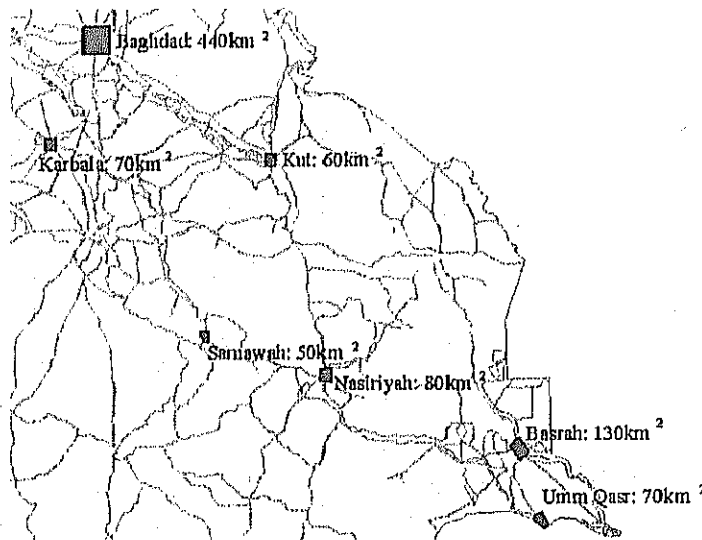 Baghdad: 440km ²
Karbala: 70km ²
Kut: 60km ²
Samawah: 50km ²
Nasiriyah: 80km ²
Basrah: 130km ²
Umm Qasr: 70km ²